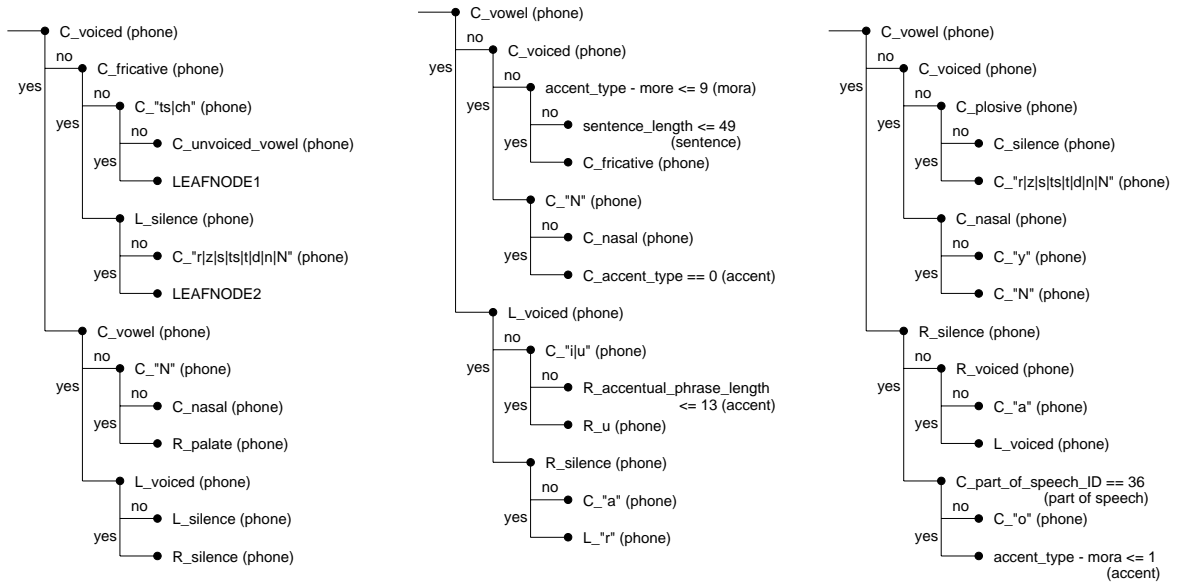 C_voiced (phone)
no
C_fricative (phone)
yes
no
C_"ts|ch" (phone)
yes
no
C_unvoiced_vowel (phone)
yes
LEAFNODE1
L_silence (phone)
no
C_"r|z|s|ts|t|d|n|N" (phone)
yes
LEAFNODE2
C_vowel (phone)
no
C_"N" (phone)
yes
no
C_nasal (phone)
yes
R_palate (phone)
L_voiced (phone)
no
L_silence (phone)
yes
R_silence (phone)
C_vowel (phone)
no
C_voiced (phone)
yes
no
accent_type - more <= 9 (mora)
yes
no
sentence_length <= 49
(sentence)
yes
C_fricative (phone)
C_"N" (phone)
no
C_nasal (phone)
yes
C_accent_type == 0 (accent)
L_voiced (phone)
no
C_"i|u" (phone)
yes
no
R_accentual_phrase_length
<= 13 (accent)
yes
R_u (phone)
R_silence (phone)
no
C_"a" (phone)
yes
L_"r" (phone)
C_vowel (phone)
no
C_voiced (phone)
yes
no
C_plosive (phone)
yes
no
C_silence (phone)
yes
C_"r|z|s|ts|t|d|n|N" (phone)
C_nasal (phone)
no
C_"y" (phone)
yes
C_"N" (phone)
R_silence (phone)
no
R_voiced (phone)
yes
no
C_"a" (phone)
yes
L_voiced (phone)
C_part_of_speech_ID == 36
(part of speech)
no
C_"o" (phone)
yes
accent_type - mora <= 1
(accent)